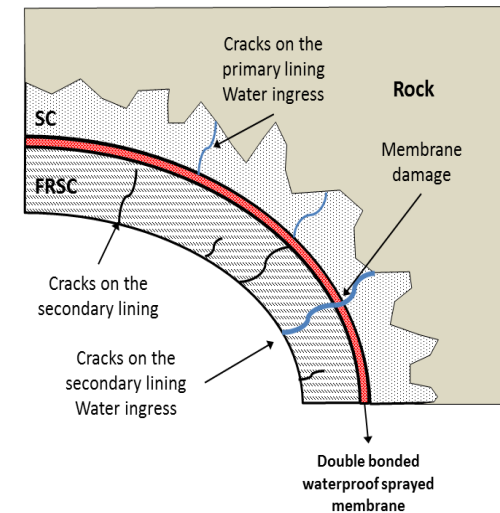 Cracks on the
primary lining
Water ingress
Rock
SC
Membrane
damage
FRSC
Cracks on the
secondary lining
Cracks on the
secondary lining
Water ingress
Double bonded
waterproof sprayed
membrane